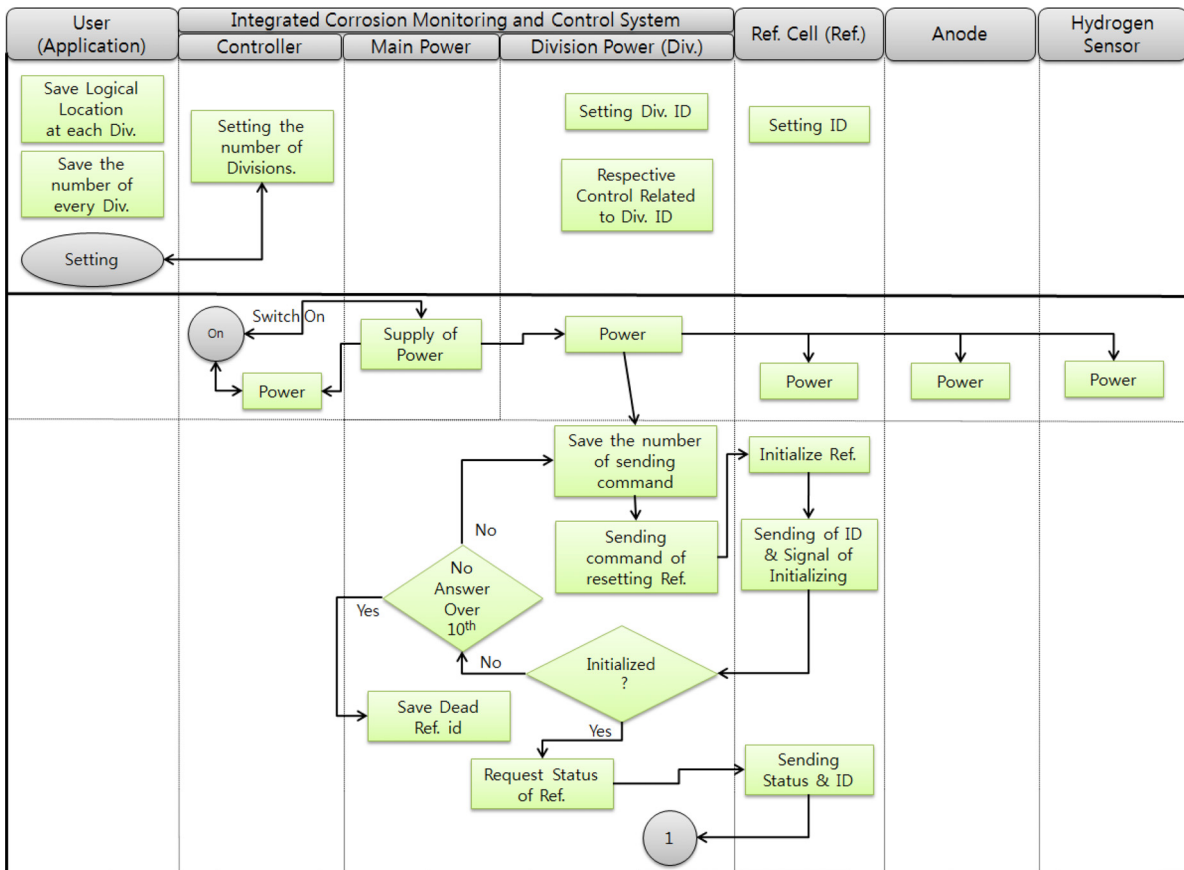 User
(Application)
Integrated Corrosion Monitoring and Control System
Controller
Main Power
Division Power (Div.)
Ref. Cell (Ref.)
Anode
Hydrogen
Sensor
Save Logical
Location
at each Div.
Save the
number of
every Div.
Setting
Setting the
number of
Divisions.
Setting Div. ID
Respective
Control Related
to Div. ID
Setting ID
On
Switch On
Supply of
Power
Power
Power
Power
Power
Power
Save the number
of sending
command
Initialize Ref.
Sending
command of
resetting Ref.
Sending of ID
& Signal of
Initializing
No
No
Answer
Over
10th
Yes
No
Initialized
?
Yes
Save Dead
Ref. id
Request Status
of Ref.
Sending
Status & ID
1